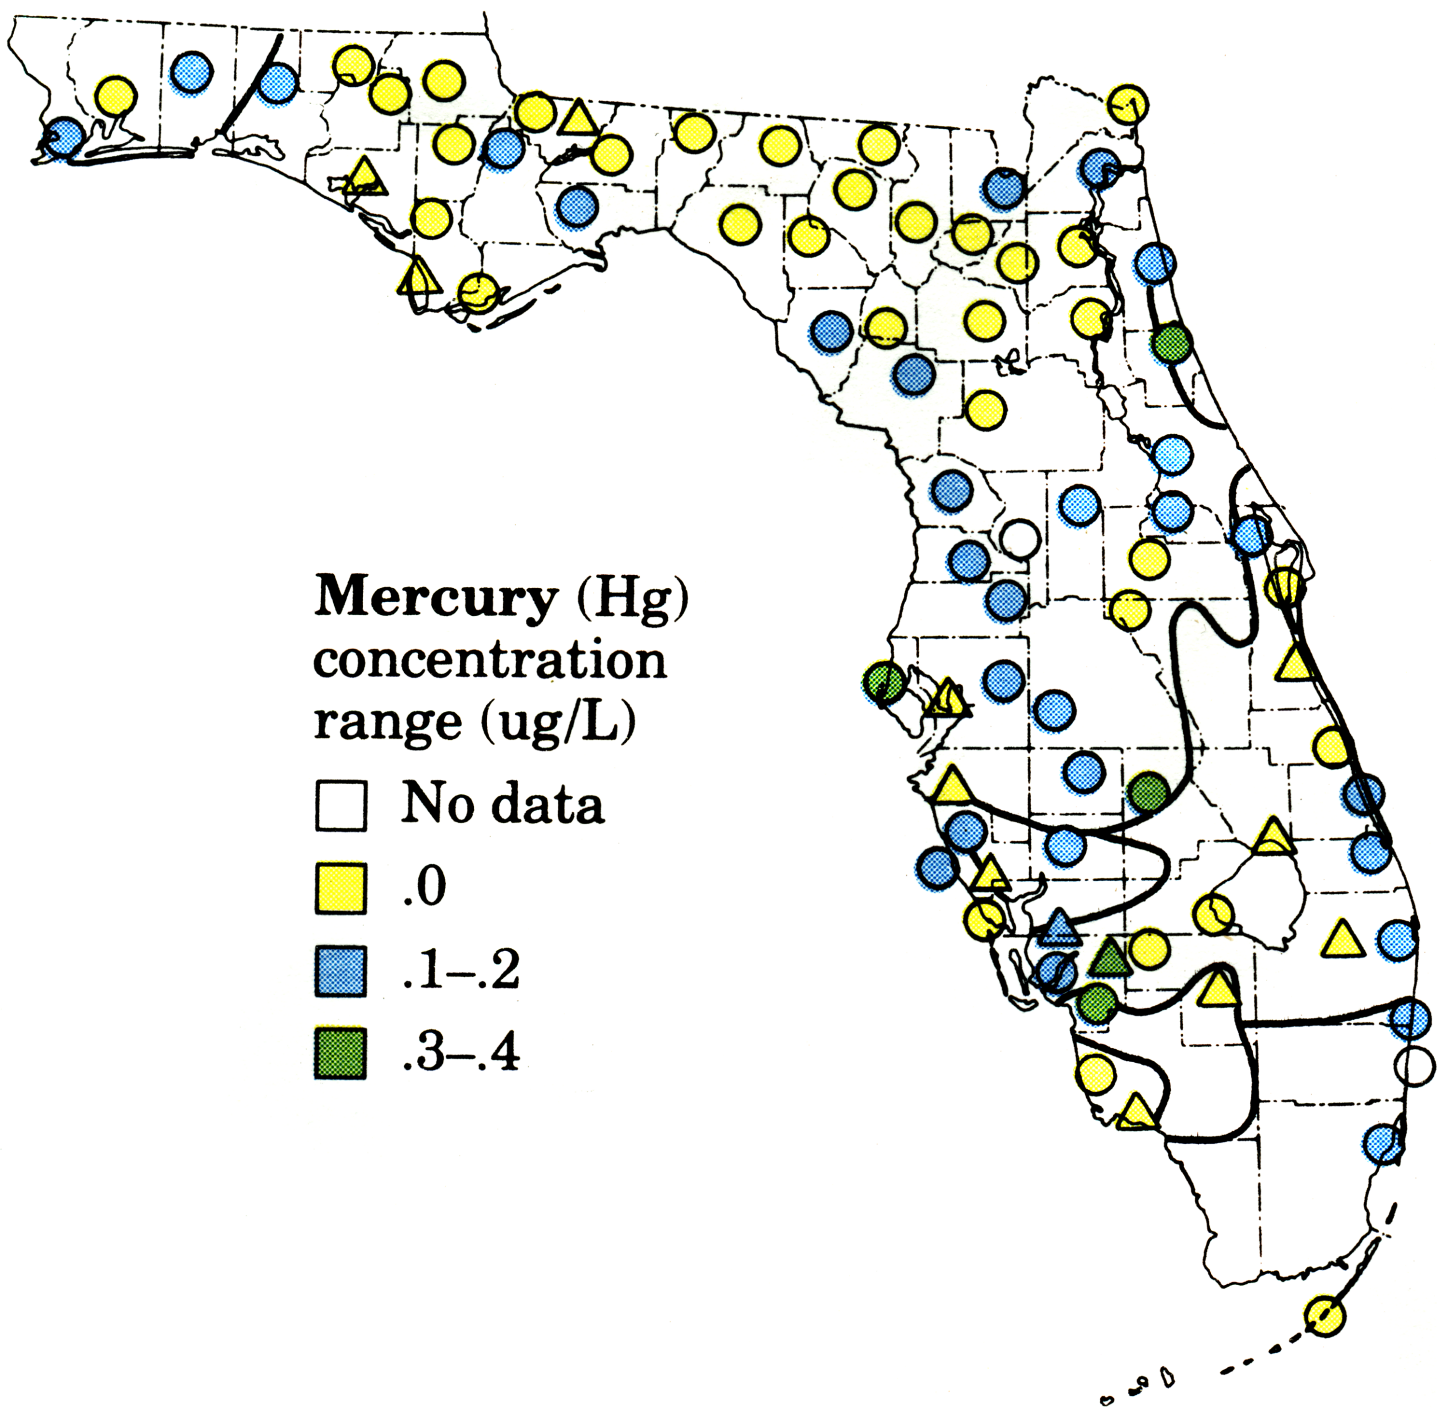 Mercury (Hg)
concentration
range (ug/L)
No data
.0
.1–.2
.3–.4